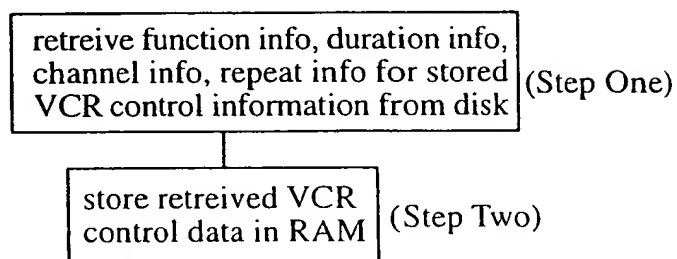 retreive function info, duration info,
channel info, repeat info for stored
VCR control information from disk
(Step One)
store retreived VCR
control data in RAM
(Step Two)